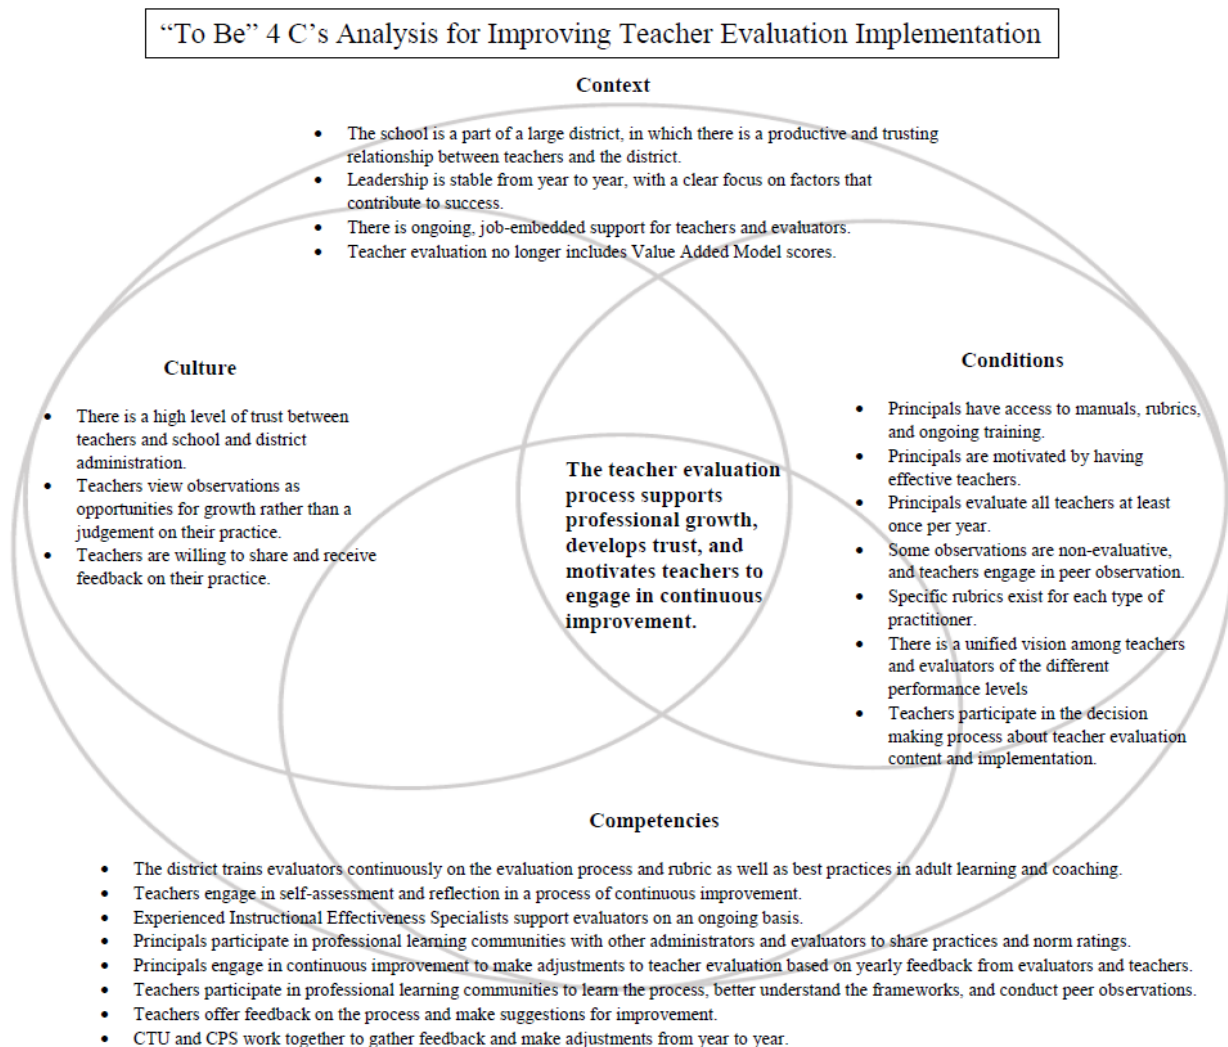 “To Be” 4 C’s Analysis for Improving Teacher Evaluation Implementation
Context
• The school is a part of a large district, in which there is a productive and trusting
relationship between teachers and the district.
• Leadership is stable from year to year, with a clear focus on factors that
contribute to success.
• There is ongoing, job-embedded support for teachers and evaluators.
• Teacher evaluation no longer includes Value Added Model scores.
Culture
• There is a high level of trust between
teachers and school and district
administration.
• Teachers view observations as
opportunities for growth rather than a
judgement on their practice.
• Teachers are willing to share and receive
feedback on their practice.
The teacher evaluation
process supports
professional growth,
develops trust, and
motivates teachers to
engage in continuous
improvement.
Conditions
• Principals have access to manuals, rubrics,
and ongoing training.
• Principals are motivated by having
effective teachers.
• Principals evaluate all teachers at least
once per year.
• Some observations are non-evaluative,
and teachers engage in peer observation.
• Specific rubrics exist for each type of
practitioner.
• There is a unified vision among teachers
and evaluators of the different
performance levels
• Teachers participate in the decision
making process about teacher evaluation
content and implementation.
Competencies
• The district trains evaluators continuously on the evaluation process and rubric as well as best practices in adult learning and coaching.
• Teachers engage in self-assessment and reflection in a process of continuous improvement.
• Experienced Instructional Effectiveness Specialists support evaluators on an ongoing basis.
• Principals participate in professional learning communities with other administrators and evaluators to share practices and norm ratings.
• Principals engage in continuous improvement to make adjustments to teacher evaluation based on yearly feedback from evaluators and teachers.
• Teachers participate in professional learning communities to learn the process, better understand the frameworks, and conduct peer observations.
• Teachers offer feedback on the process and make suggestions for improvement.
• CTU and CPS work together to gather feedback and make adjustments from year to year.